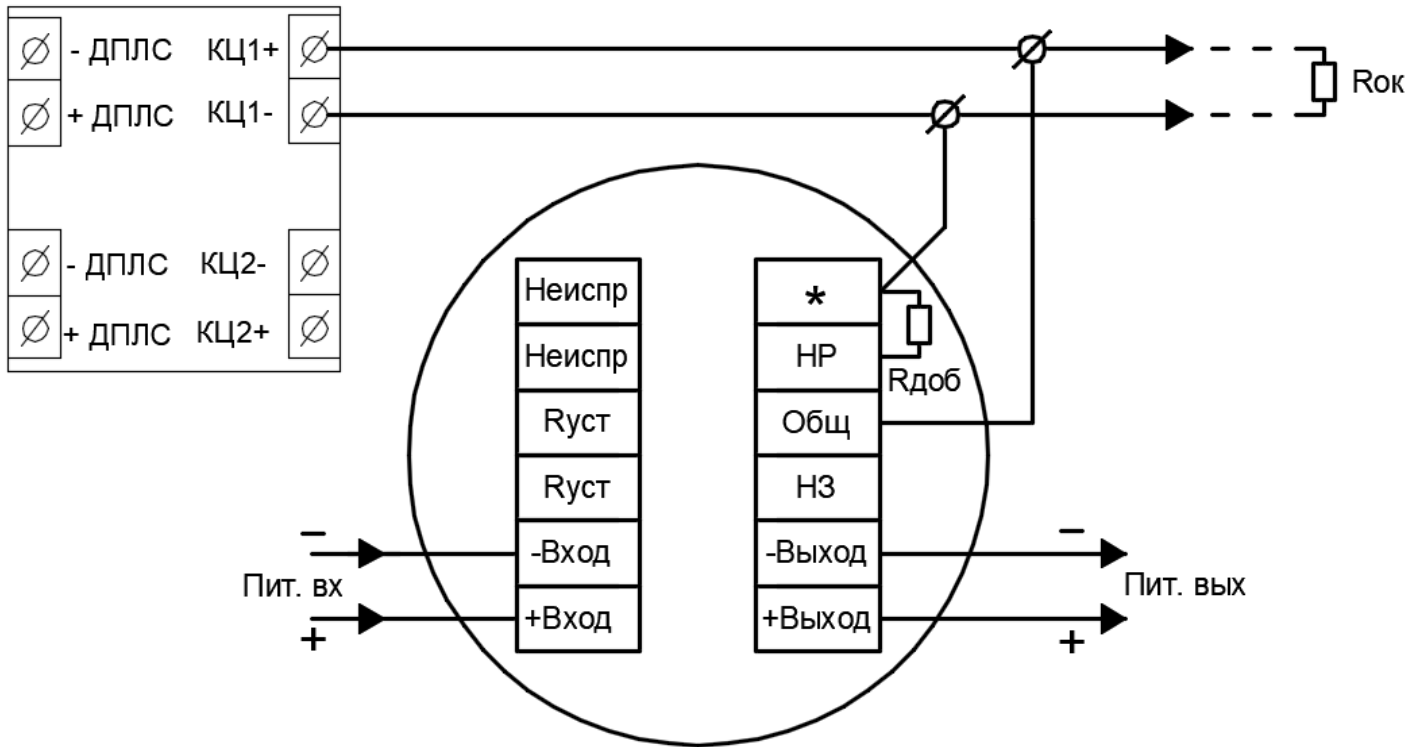 - ДПЛС КЦ1+
+ ДПЛС КЦ1-
- ДПЛС КЦ2-
+ ДПЛС КЦ2+
Rок
Неиспр
Неиспр
Rуст
Rуст
-Вход
+Вход
*
НР
Общ
НЗ
-Выход
+Выход
Rдоб
–
Пит. вх
+
–
Пит. вых
+